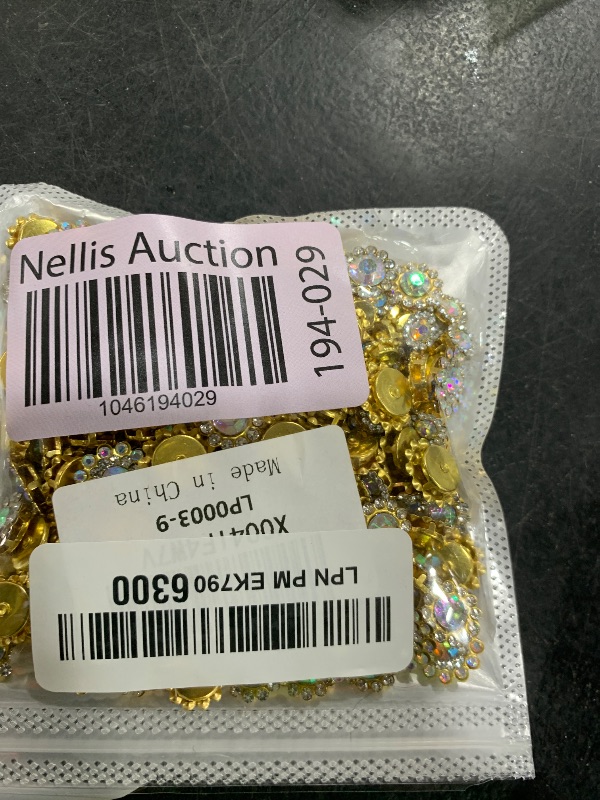 Nellis Auction
194-029
1046194029
Made in China
LP0003-9
LPN PM EK790 6300